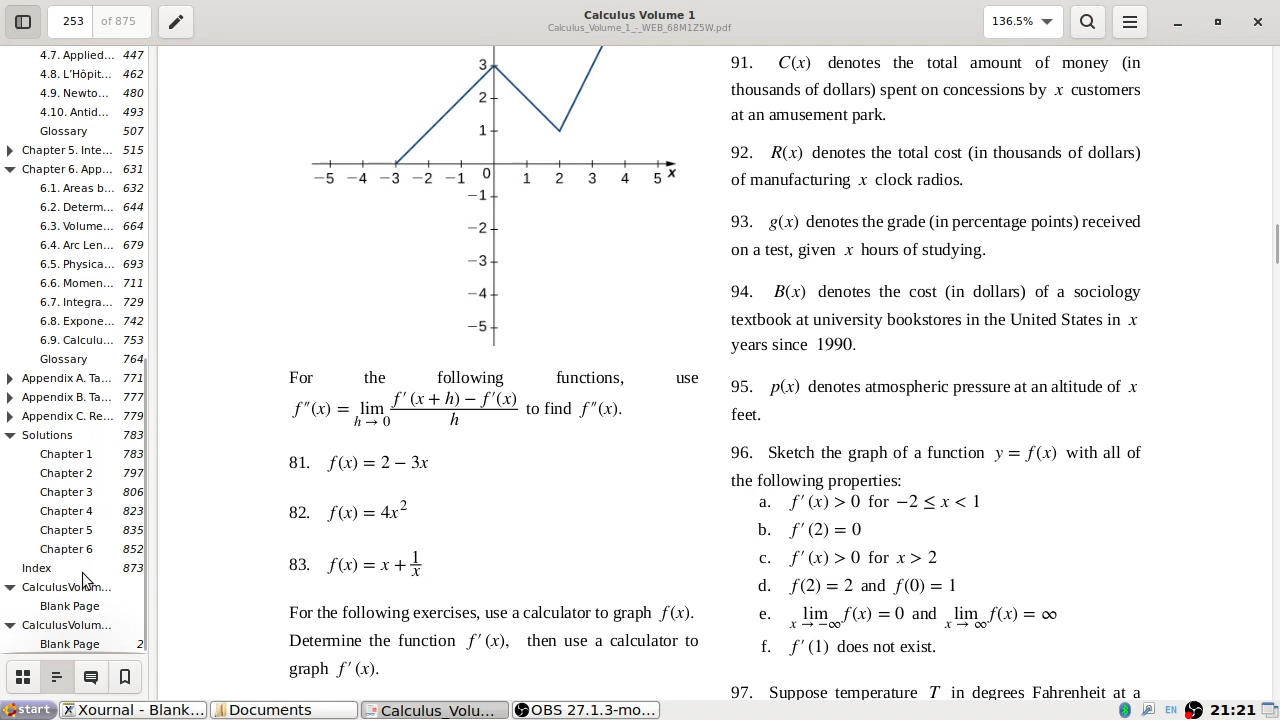 253 of 875
Calculus Volume 1
Calculus_Volume_1_-_WEB_68M1Z5W.pdf
136.5%
4.7. Applied... 447
4.8. L'Hôpit... 462
4.9. Newto... 480
4.10. Antid... 493
Glossary 507
Chapter 5. Inte... 515
Chapter 6. App... 631
6.1. Areas b... 632
6.2. Determ... 644
6.3. Volume... 664
6.4. Arc Len... 679
6.5. Physica... 693
6.6. Momen... 711
6.7. Integra... 729
6.8. Expone... 742
6.9. Calculu... 753
Glossary 764
Appendix A. Ta... 771
Appendix B. Ta... 777
Appendix C. Re... 779
Solutions 783
Chapter 1 783
Chapter 2 797
Chapter 3 806
Chapter 4 823
Chapter 5 835
Chapter 6 852
Index 873
CalculusVolum...
Blank Page
CalculusVolum...
Blank Page 2
3
2
1
−5 −4 −3 −2 −1 0 1 2 3 4 5 x
−1
−2
−3
−4
−5
For the following functions, use
f″(x) = lim h → 0 f′(x + h) − f′(x) / h to find f″(x).
81. f(x) = 2 − 3x
82. f(x) = 4x²
83. f(x) = x + 1/x
For the following exercises, use a calculator to graph f(x).
Determine the function f′(x), then use a calculator to
graph f′(x).
91. C(x) denotes the total amount of money (in
thousands of dollars) spent on concessions by x customers
at an amusement park.
92. R(x) denotes the total cost (in thousands of dollars)
of manufacturing x clock radios.
93. g(x) denotes the grade (in percentage points) received
on a test, given x hours of studying.
94. B(x) denotes the cost (in dollars) of a sociology
textbook at university bookstores in the United States in x
years since 1990.
95. p(x) denotes atmospheric pressure at an altitude of x
feet.
96. Sketch the graph of a function y = f(x) with all of
the following properties:
a. f′(x) > 0 for −2 ≤ x < 1
b. f′(2) = 0
c. f′(x) > 0 for x > 2
d. f(2) = 2 and f(0) = 1
e. lim x → −∞ f(x) = 0 and lim x → ∞ f(x) = ∞
f. f′(1) does not exist.
97. Suppose temperature T in degrees Fahrenheit at a
start Xournal - Blank... Documents Calculus_Volu... OBS 27.1.3-mo... EN 21:21